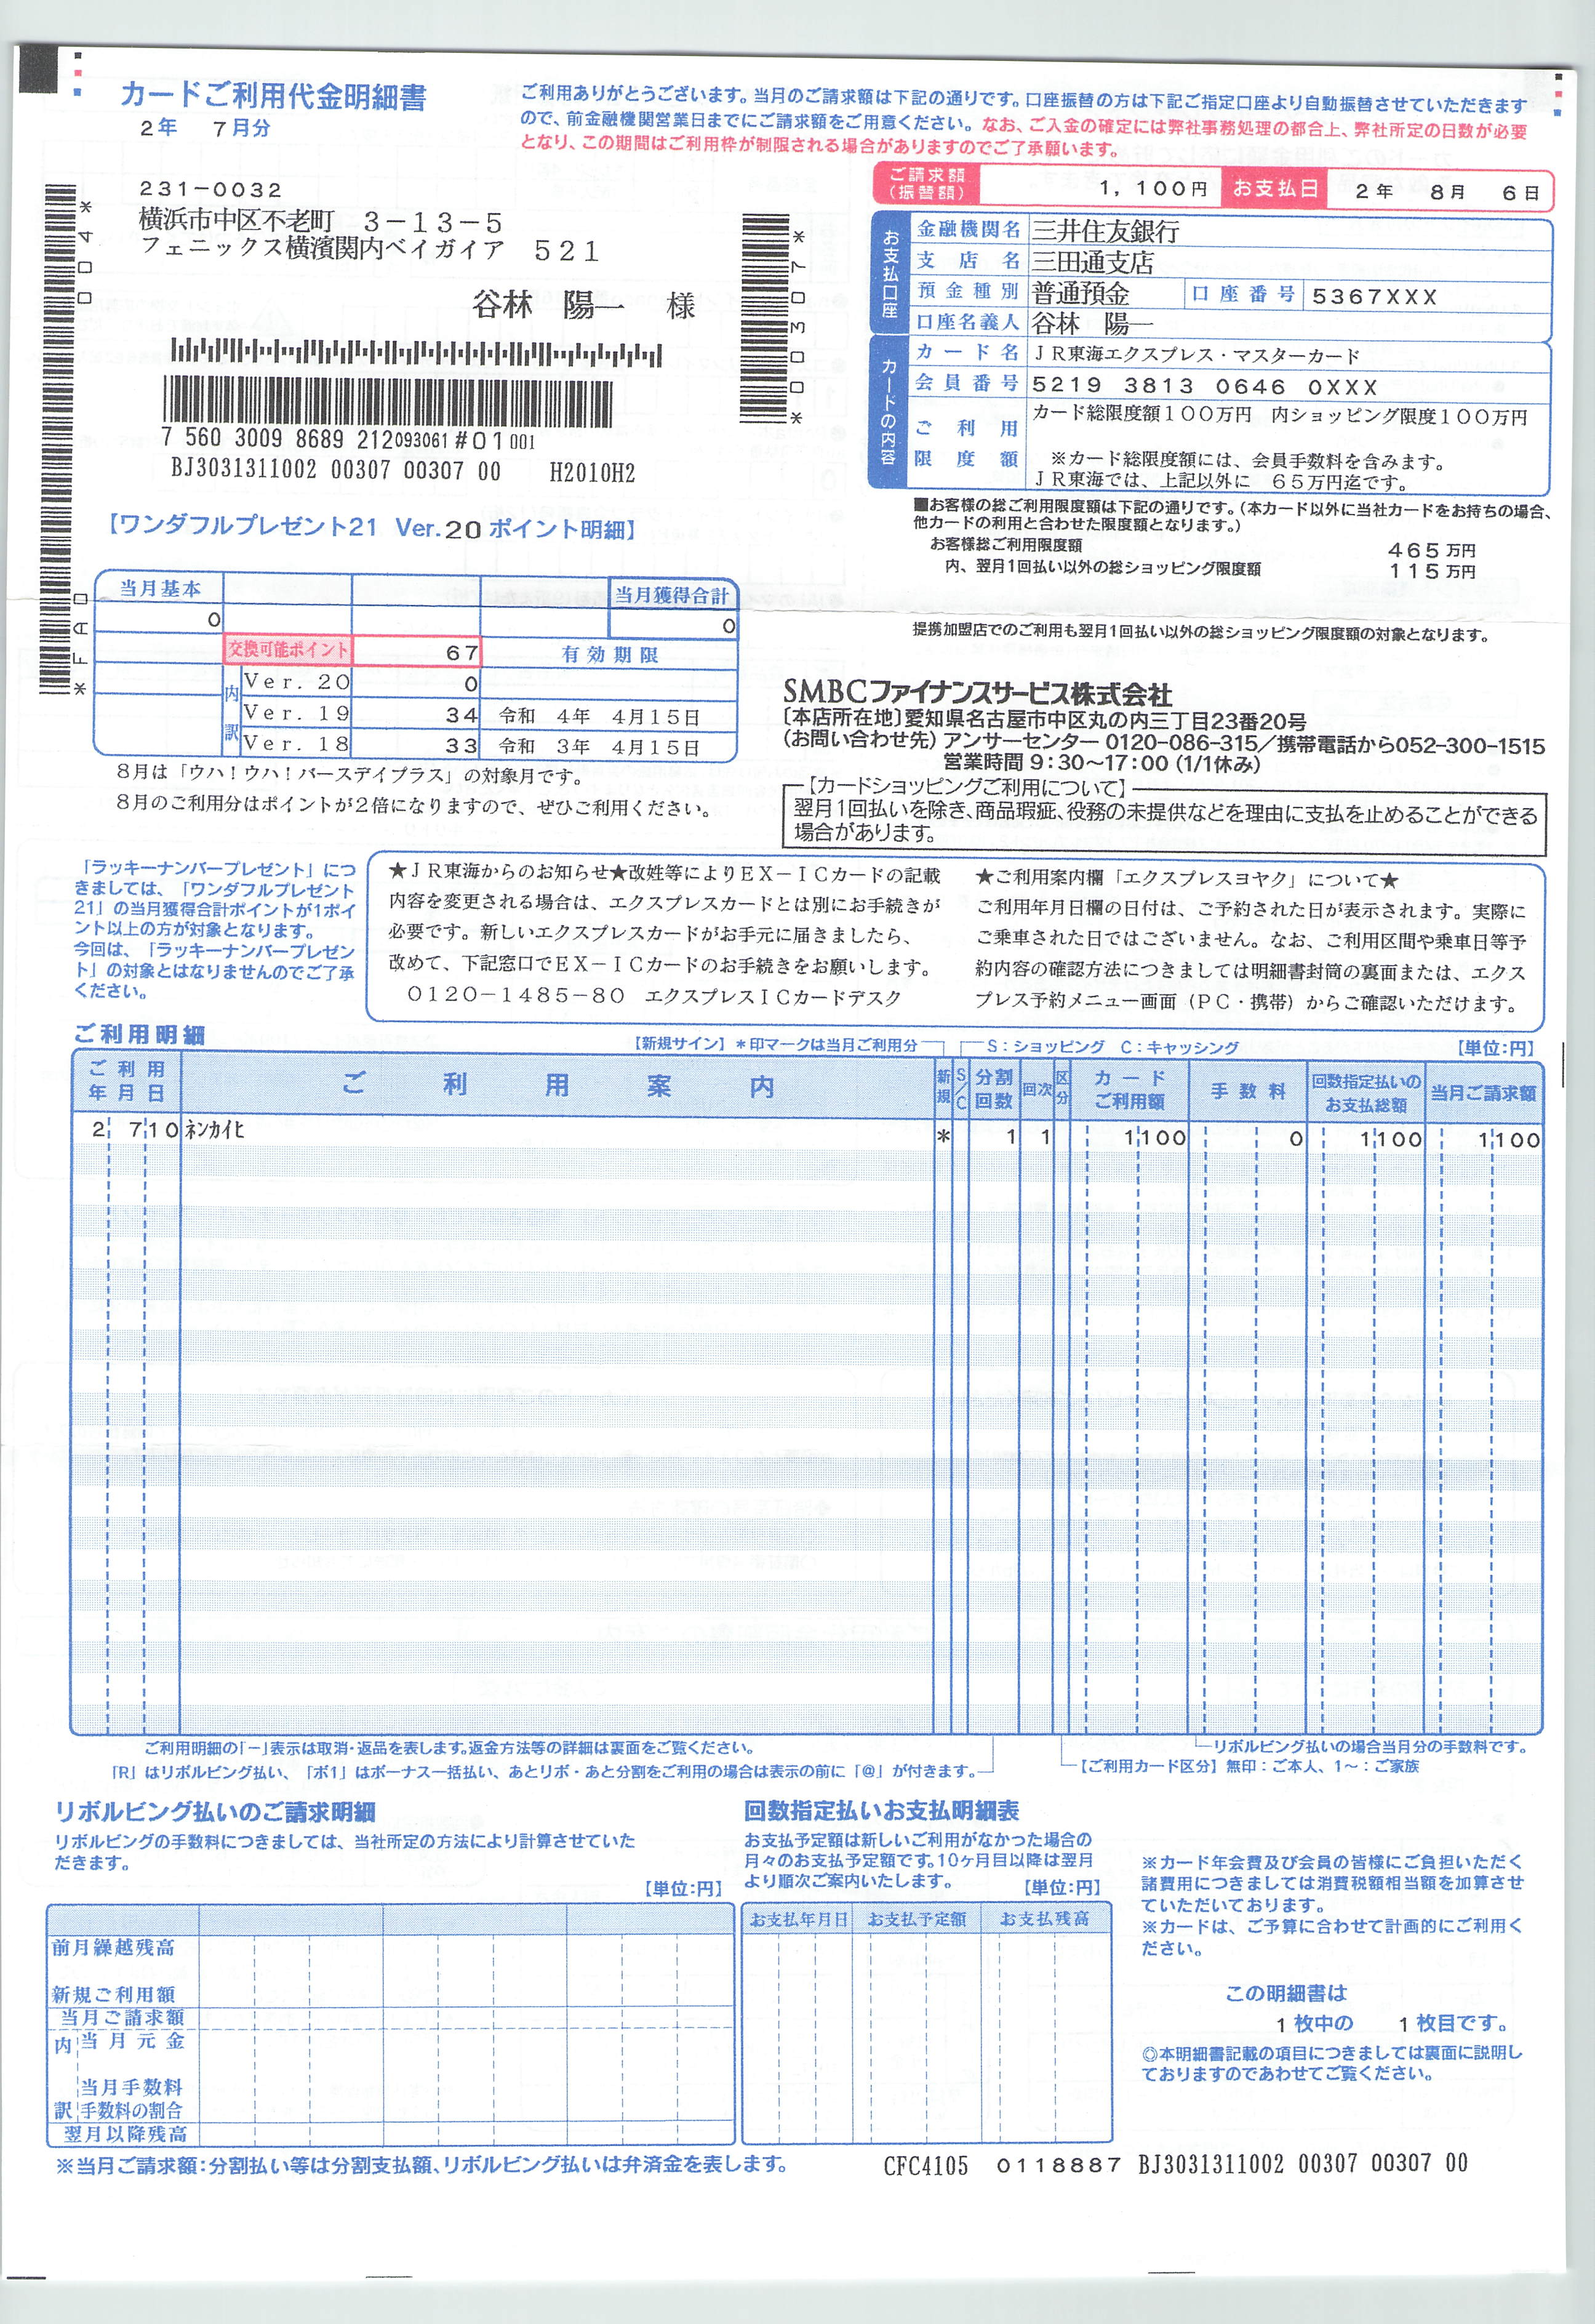 カードご利用代金明細書
2年 7月分
ご利用ありがとうございます。当月のご請求額は下記の通りです。口座振替の方は下記ご指定口座より自動振替させていただきます
ので、前金融機関営業日までにご請求額をご用意ください。なお、ご入金の確定には弊社事務処理の都合上、弊社所定の日数が必要
となり、この期間はご利用枠が制限される場合がありますのでご了承願います。
ご請求額(振替額) 1,100円 お支払日 2年 8月 6日
231-0032
横浜市中区不老町 3-13-5
フェニックス横濱関内ベイガイア 521
谷林 陽一 様
*FA0
004*
*00307*
7 560 3009 8689 212093061#01001
BJ3031311002 00307 00307 00 H2010H2
お支払口座
金融機関名 三井住友銀行
支店名 三田通支店
預金種別 普通預金 口座番号 5367XXX
口座名義人 谷林 陽一
カードの内容
カード名 JR東海エクスプレス・マスターカード
会員番号 5219 3813 0646 0XXX
ご利用限度額 カード総限度額100万円 内ショッピング限度100万円
※カード総限度額には、会員手数料を含みます。
JR東海では、上記以外に 65万円迄です。
■お客様の総ご利用限度額は下記の通りです。(本カード以外に当社カードをお持ちの場合、
他カードの利用と合わせた限度額となります。)
お客様総ご利用限度額 465万円
内、翌月1回払い以外の総ショッピング限度額 115万円
提携加盟店でのご利用も翌月1回払い以外の総ショッピング限度額の対象となります。
【ワンダフルプレゼント21 Ver.20 ポイント明細】
当月基本 当月獲得合計
0 0
交換可能ポイント 67 有効期限
内訳
Ver.20 0
Ver.19 34 令和 4年 4月15日
Ver.18 33 令和 3年 4月15日
8月は「ウハ!ウハ!バースデイプラス」の対象月です。
8月のご利用分はポイントが2倍になりますので、ぜひご利用ください。
SMBCファイナンスサービス株式会社
〔本店所在地〕愛知県名古屋市中区丸の内三丁目23番20号
(お問い合わせ先) アンサーセンター 0120-086-315/携帯電話から052-300-1515
営業時間 9:30~17:00 (1/1休み)
【カードショッピングご利用について】
翌月1回払いを除き、商品瑕疵、役務の未提供などを理由に支払を止めることができる
場合があります。
「ラッキーナンバープレゼント」につ
きましては、「ワンダフルプレゼント
21」の当月獲得合計ポイントが1ポイ
ント以上の方が対象となります。
今回は、「ラッキーナンバープレゼン
ト」の対象とはなりませんのでご了承
ください。
★JR東海からのお知らせ★改姓等によりEX-ICカードの記載
内容を変更される場合は、エクスプレスカードとは別にお手続きが
必要です。新しいエクスプレスカードがお手元に届きましたら、
改めて、下記窓口でEX-ICカードのお手続きをお願いします。
0120-1485-80 エクスプレスICカードデスク
★ご利用案内欄「エクスプレスヨヤク」について★
ご利用年月日欄の日付は、ご予約された日が表示されます。実際に
ご乗車された日ではございません。なお、ご利用区間や乗車日等予
約内容の確認方法につきましては明細書封筒の裏面または、エクス
プレス予約メニュー画面(PC・携帯)からご確認いただけます。
ご利用明細
【新規サイン】*印マークは当月ご利用分 S:ショッピング C:キャッシング 【単位:円】
ご利用年月日 ご利用案内 新規 S/C 分割回数 回次 区分 カードご利用額 手数料 回数指定払いのお支払総額 当月ご請求額
2 7 10 ネンカイヒ * 1 1 1100 0 1100 1100
ご利用明細の「-」表示は取消・返品を表します。返金方法等の詳細は裏面をご覧ください。
リボルビング払いの場合当月分の手数料です。
「R」はリボルビング払い、「ボ1」はボーナス一括払い、あとリボ・あと分割をご利用の場合は表示の前に「@」が付きます。
【ご利用カード区分】無印:ご本人、1~:ご家族
リボルビング払いのご請求明細
リボルビングの手数料につきましては、当社所定の方法により計算させていた
だきます。
【単位:円】
前月繰越残高
新規ご利用額
当月ご請求額
内訳
当月元金
当月手数料
手数料の割合
翌月以降残高
※当月ご請求額:分割払い等は分割支払額、リボルビング払いは弁済金を表します。
回数指定払いお支払明細表
お支払予定額は新しいご利用がなかった場合の
月々のお支払予定額です。10ヶ月目以降は翌月
より順次ご案内いたします。 【単位:円】
お支払年月日 お支払予定額 お支払残高
※カード年会費及び会員の皆様にご負担いただく
諸費用につきましては消費税額相当額を加算させ
ていただいております。
※カードは、ご予算に合わせて計画的にご利用く
ださい。
この明細書は
1枚中の 1枚目です。
◎本明細書記載の項目につきましては裏面に説明し
ておりますのであわせてご覧ください。
CFC4105 0118887 BJ3031311002 00307 00307 00